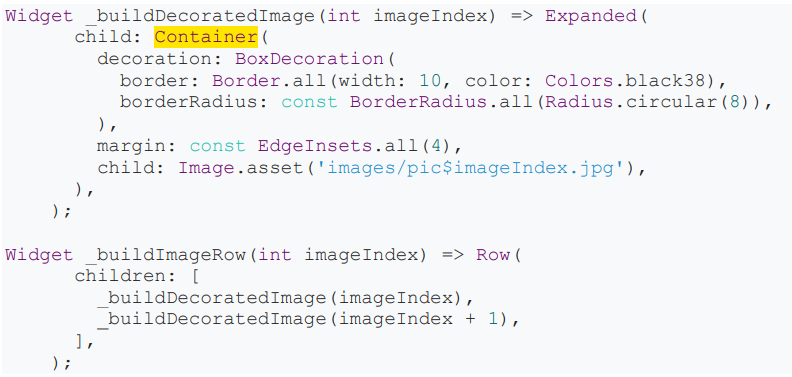 Widget _buildDecoratedImage(int imageIndex) => Expanded(
      child: Container(
        decoration: BoxDecoration(
          border: Border.all(width: 10, color: Colors.black38),
          borderRadius: const BorderRadius.all(Radius.circular(8)),
        ),
        margin: const EdgeInsets.all(4),
        child: Image.asset('images/pic$imageIndex.jpg'),
      ),
    );

Widget _buildImageRow(int imageIndex) => Row(
      children: [
        _buildDecoratedImage(imageIndex),
        _buildDecoratedImage(imageIndex + 1),
      ],
    );